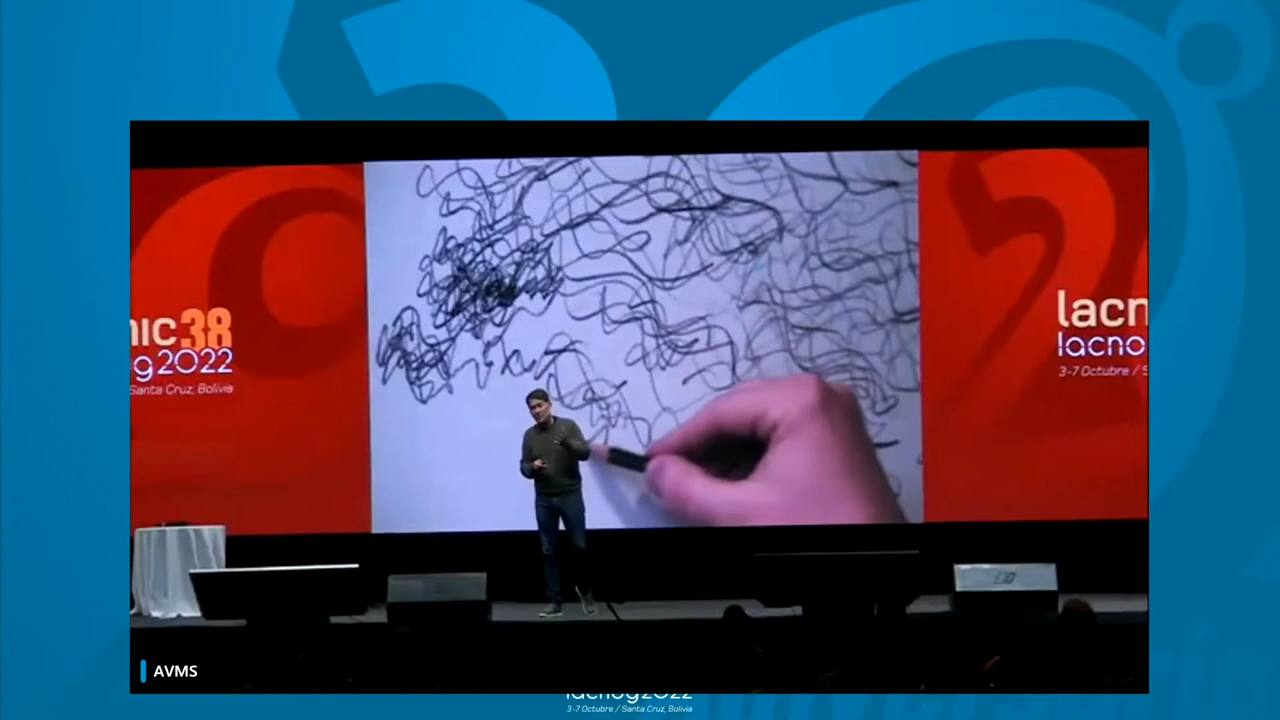 NIC38
g2022
Santa Cruz, Bolivia
lacn
lacno
3-7 Octubre / S
AVMS
lacnog2022
3-7 Octubre / Santa Cruz, Bolivia